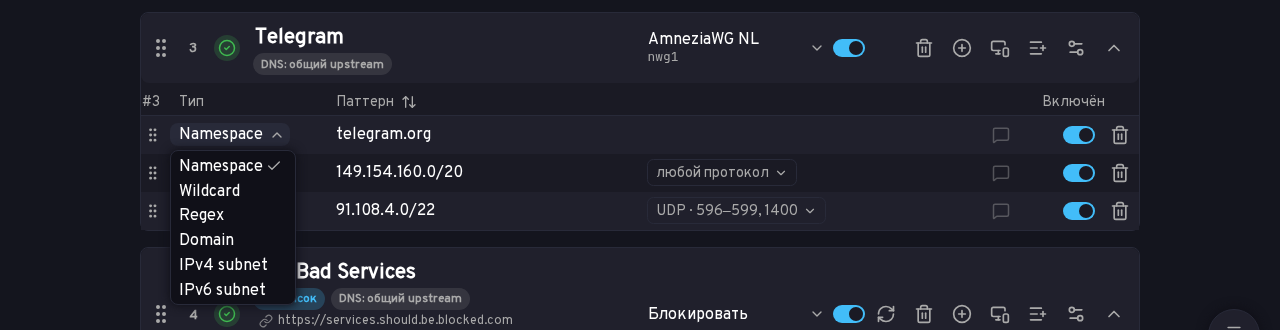 3 Telegram AmneziaWG NL
DNS: общий upstream nwg1
#3 Тип Паттерн Включён
Namespace telegram.org
Namespace
149.154.160.0/20 любой протокол
Wildcard
Regex
91.108.4.0/22 UDP · 596–599, 1400
Domain
IPv4 subnet
Bad Services
IPv6 subnet
DNS: общий upstream
4 Блокировать
https://services.should.be.blocked.com